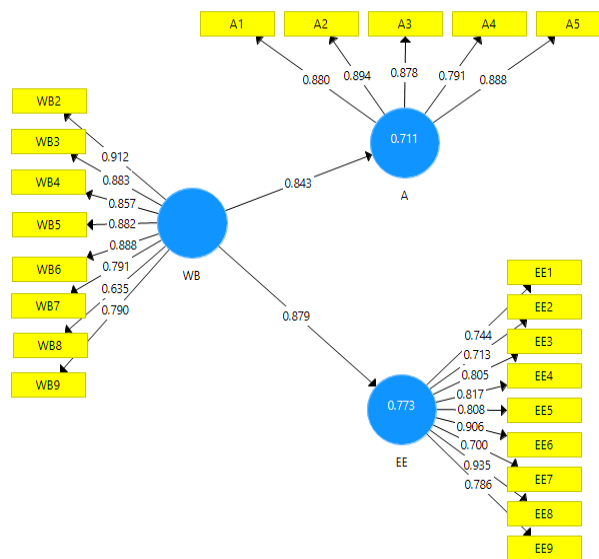 A1
A2
A3
A4
A5
0.880
0.894
0.878
0.791
0.888
0.711
A
WB2
WB3
WB4
WB5
WB6
WB7
WB8
WB9
0.912
0.883
0.857
0.882
0.888
0.791
0.635
0.790
WB
0.843
0.879
0.773
EE
EE1
EE2
EE3
EE4
EE5
EE6
EE7
EE8
EE9
0.744
0.713
0.805
0.817
0.808
0.906
0.700
0.935
0.786